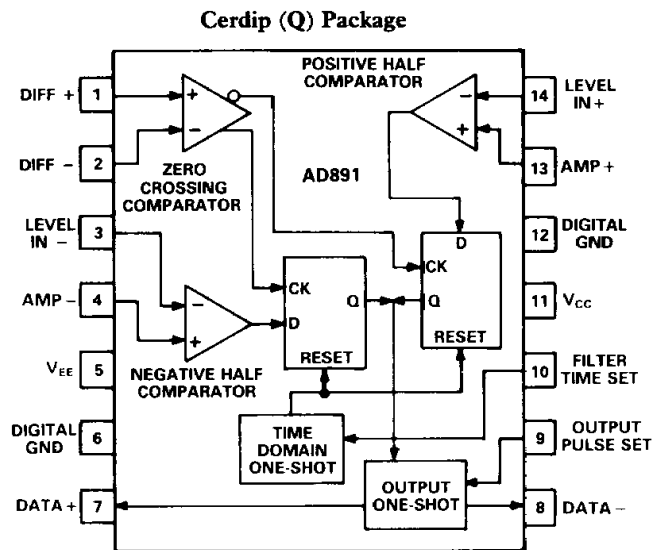 Cerdip (Q) Package
DIFF + 1
DIFF - 2
LEVEL
IN - 3
AMP - 4
VEE 5
DIGITAL
GND 6
DATA + 7
+
-
ZERO
CROSSING
COMPARATOR
-
+
NEGATIVE HALF
COMPARATOR
POSITIVE HALF
COMPARATOR
-
+
AD891
CK
D
Q
RESET
D
CK
Q
RESET
TIME
DOMAIN
ONE-SHOT
OUTPUT
ONE-SHOT
14 LEVEL
IN +
13 AMP +
12 DIGITAL
GND
11 VCC
10 FILTER
TIME SET
9 OUTPUT
PULSE SET
8 DATA -